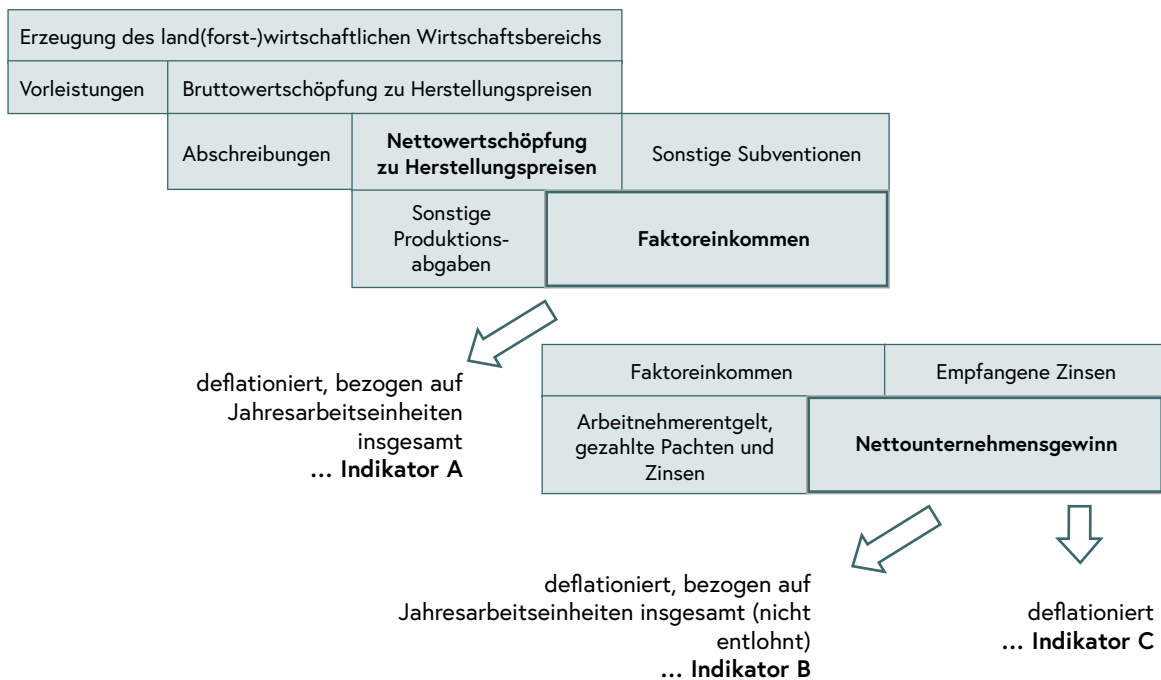 Erzeugung des land(forst-)wirtschaftlichen Wirtschaftsbereichs
Vorleistungen
Bruttowertschöpfung zu Herstellungspreisen
Abschreibungen
Nettowertschöpfung
zu Herstellungspreisen
Sonstige Subventionen
Sonstige
Produktions-
abgaben
Faktoreinkommen
deflationiert, bezogen auf
Jahresarbeitseinheiten
insgesamt
... Indikator A
Faktoreinkommen
Empfangene Zinsen
Arbeitnehmerentgelt,
gezahlte Pachten und
Zinsen
Nettounternehmensgewinn
deflationiert, bezogen auf
Jahresarbeitseinheiten insgesamt (nicht
entlohnt)
... Indikator B
deflationiert
... Indikator C